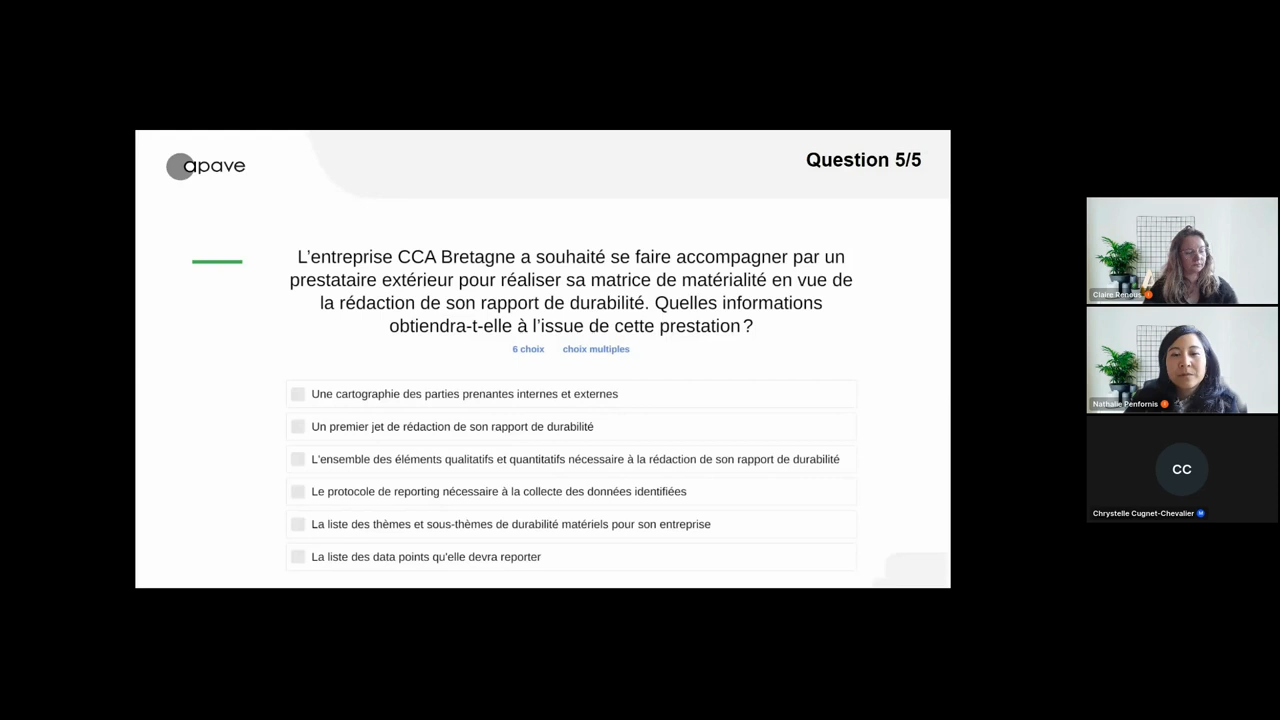 apave
Question 5/5
L'entreprise CCA Bretagne a souhaité se faire accompagner par un
prestataire extérieur pour réaliser sa matrice de matérialité en vue de
la rédaction de son rapport de durabilité. Quelles informations
obtiendra-t-elle à l'issue de cette prestation ?
6 choix choix multiples
Une cartographie des parties prenantes internes et externes
Un premier jet de rédaction de son rapport de durabilité
L'ensemble des éléments qualitatifs et quantitatifs nécessaire à la rédaction de son rapport de durabilité
Le protocole de reporting nécessaire à la collecte des données identifiées
La liste des thèmes et sous-thèmes de durabilité matériels pour son entreprise
La liste des data points qu'elle devra reporter
Claire Renous
Nathalie Penfornis
CC
Chrystelle Cugnet-Chevalier